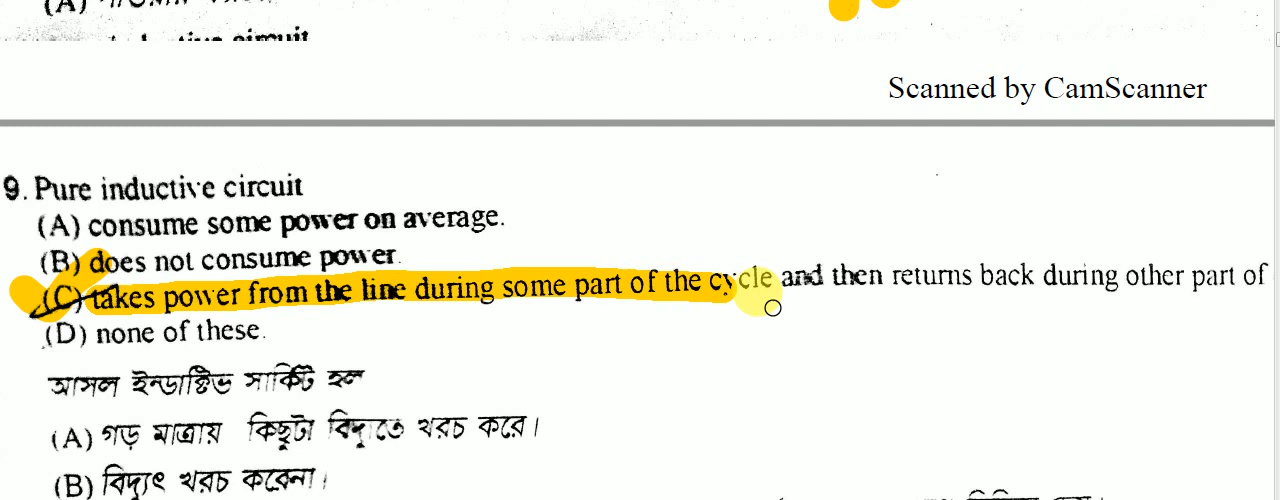 (A)
circuit
Scanned by CamScanner
9. Pure inductive circuit
(A) consume some power on average.
(B) does not consume power.
(C) takes power from the line during some part of the cycle and then returns back during other part of
(D) none of these.
আসল ইন্ডাক্টিভ সার্কিট হল
(A) গড় মাত্রায় কিছুটা বিদ্যুতে খরচ করে।
(B) বিদ্যুৎ খরচ করেনা।